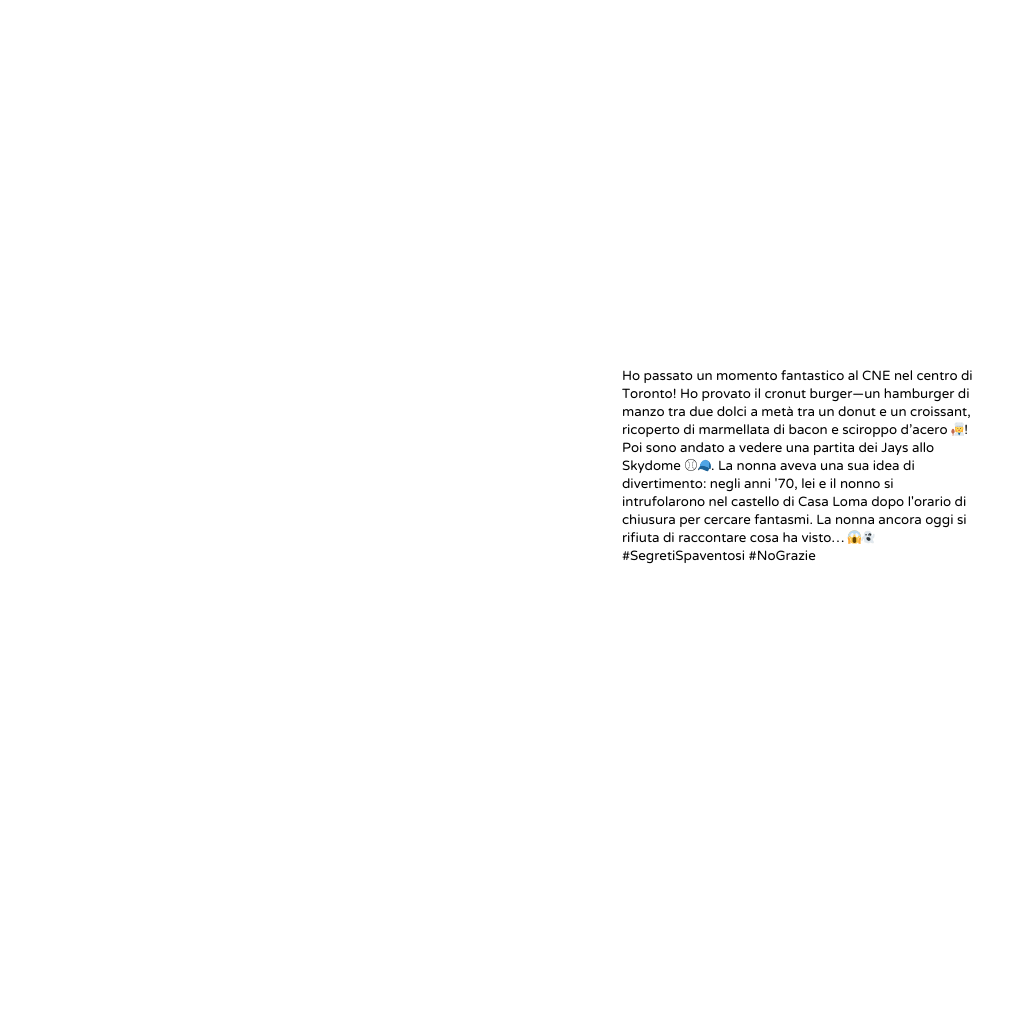 Ho passato un momento fantastico al CNE nel centro di
Toronto! Ho provato il cronut burger—un hamburger di
manzo tra due dolci a metà tra un donut e un croissant,
ricoperto di marmellata di bacon e sciroppo d’acero 🤯!
Poi sono andato a vedere una partita dei Jays allo
Skydome ⚾🧢. La nonna aveva una sua idea di
divertimento: negli anni '70, lei e il nonno si
intrufolarono nel castello di Casa Loma dopo l'orario di
chiusura per cercare fantasmi. La nonna ancora oggi si
rifiuta di raccontare cosa ha visto… 😱👻
#SegretiSpaventosi #NoGrazie